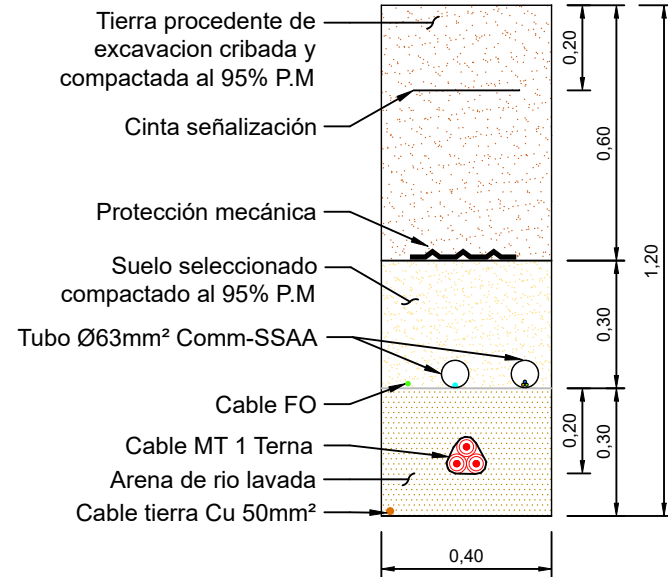 Tierra procedente de
excavacion cribada y
compactada al 95% P.M
Cinta señalización
Protección mecánica
Suelo seleccionado
compactado al 95% P.M
Tubo Ø63mm² Comm-SSAA
Cable FO
Cable MT 1 Terna
Arena de rio lavada
Cable tierra Cu 50mm²
0,20
0,60
1,20
0,30
0,20
0,30
0,40